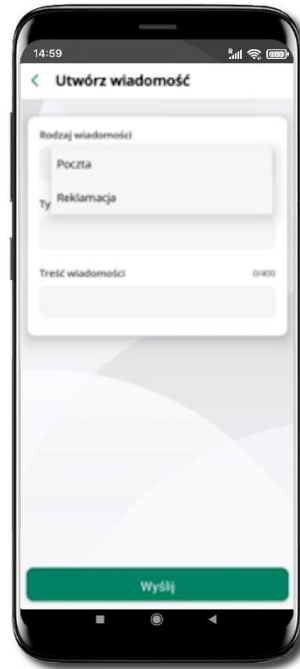 14:59
Utwórz wiadomość
Rodzaj wiadomości
Poczta
Reklamacja
Ty
Treść wiadomości 0/400
Wyślij